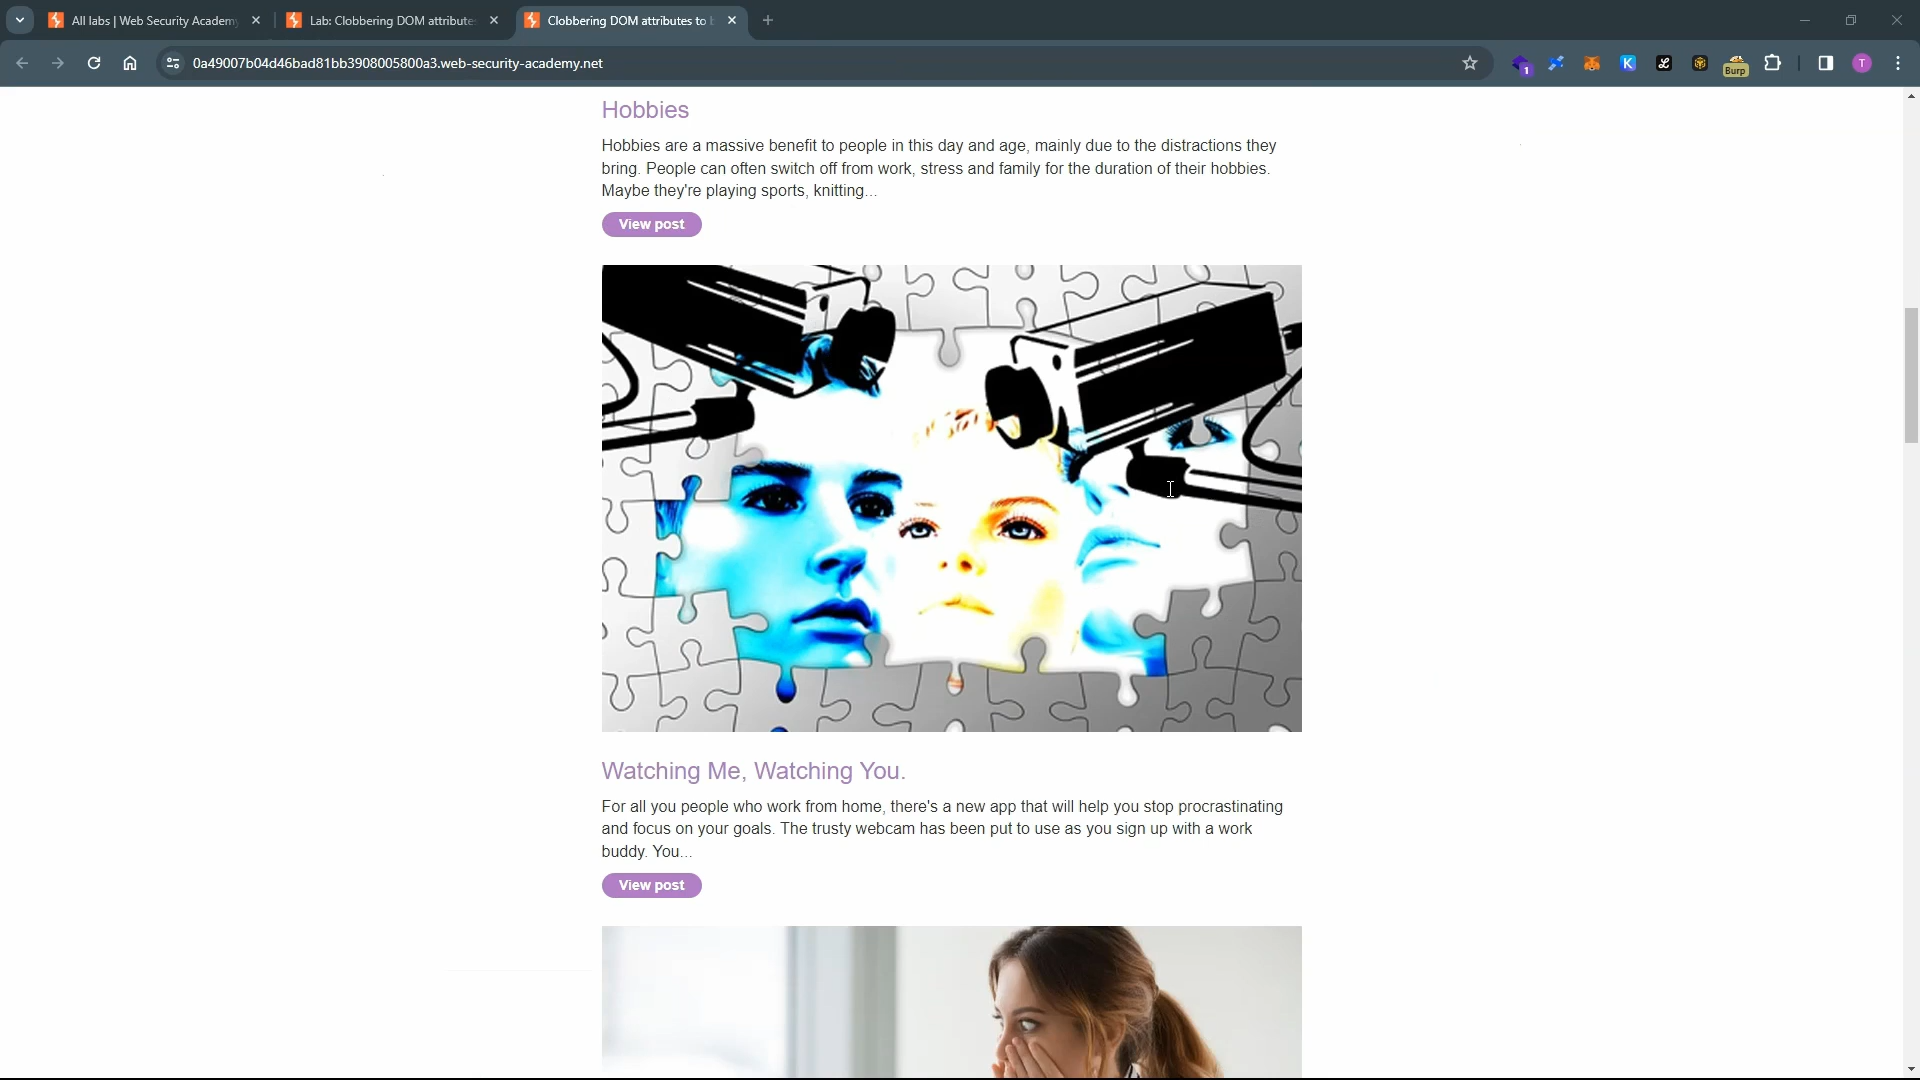 All labs | Web Security Academy
Lab: Clobbering DOM attributes
Clobbering DOM attributes to b
0a49007b04d46bad81bb3908005800a3.web-security-academy.net
1
K
Burp
T
Hobbies
Hobbies are a massive benefit to people in this day and age, mainly due to the distractions they
bring. People can often switch off from work, stress and family for the duration of their hobbies.
Maybe they're playing sports, knitting...
View post
Watching Me, Watching You.
For all you people who work from home, there's a new app that will help you stop procrastinating
and focus on your goals. The trusty webcam has been put to use as you sign up with a work
buddy. You...
View post